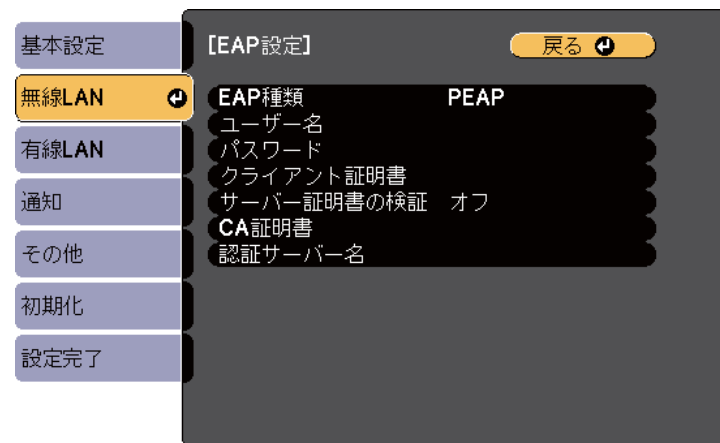 基本設定
無線LAN
有線LAN
通知
その他
初期化
設定完了
[EAP設定]
戻る
EAP種類 PEAP
ユーザー名
パスワード
クライアント証明書
サーバー証明書の検証 オフ
CA証明書
認証サーバー名